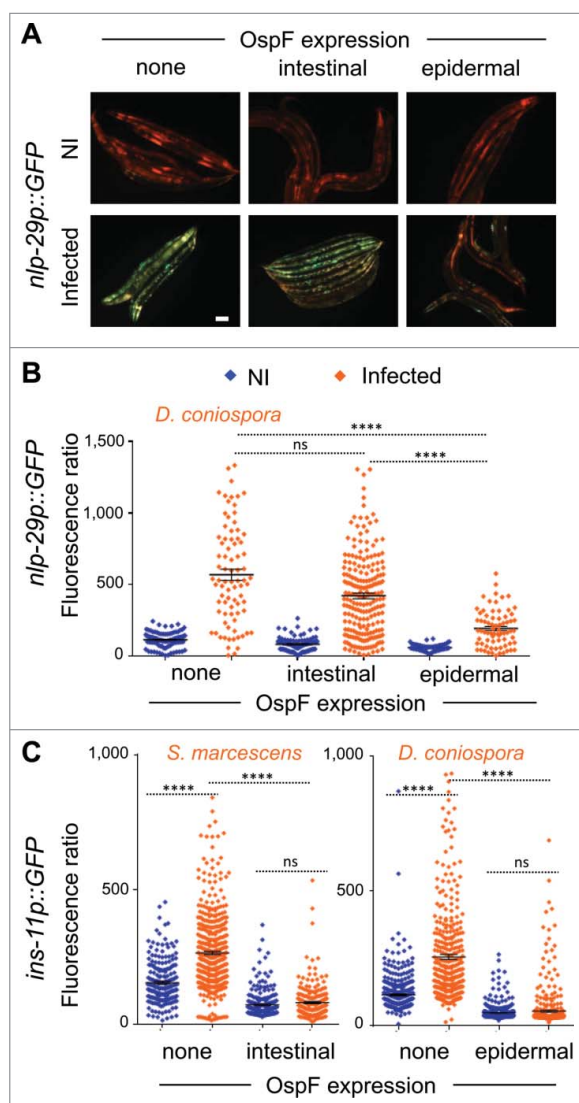 A
OspF expression
none intestinal epidermal
nlp-29p::GFP
NI
Infected
B
NI Infected
D. coniospora
****
ns ****
nlp-29p::GFP
Fluorescence ratio
1,500
1,000
500
0
none intestinal epidermal
OspF expression
C
S. marcescens D. coniospora
1,000 1,000
**** **** **** ****
ns ns
ins-11p::GFP
Fluorescence ratio
500 500
0 0
none intestinal none epidermal
OspF expression